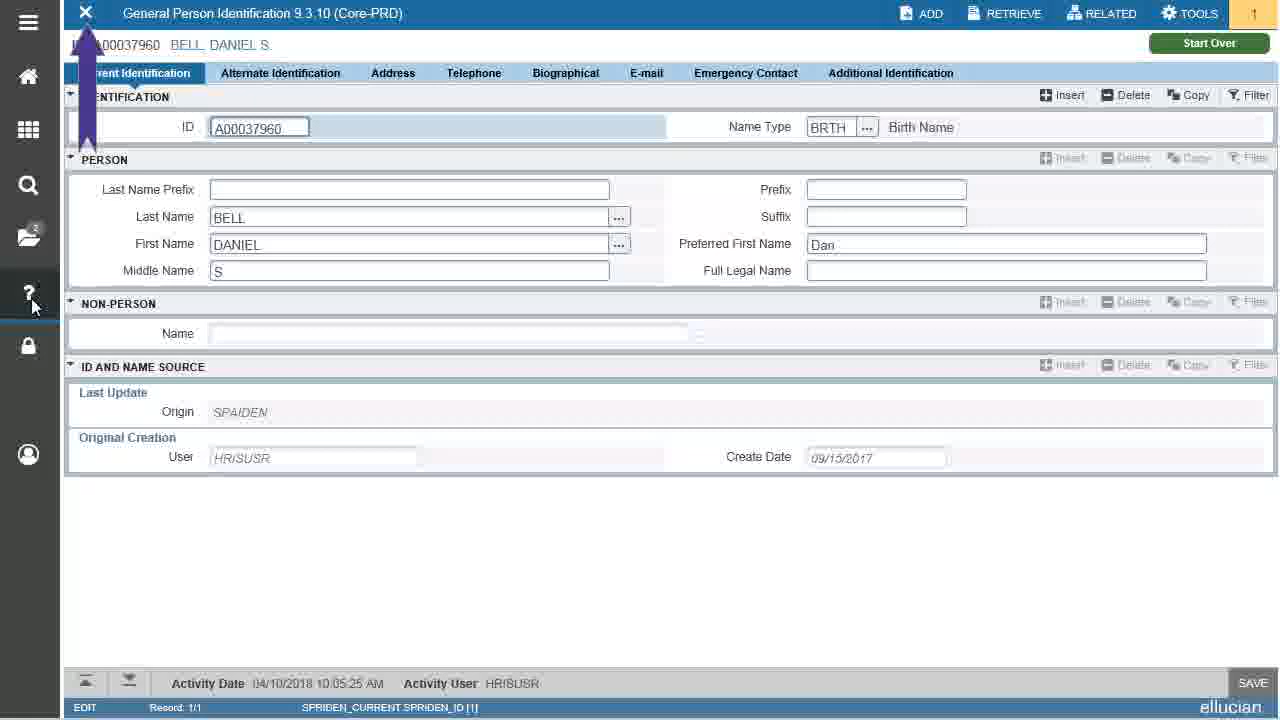 General Person Identification 9.3.10 (Core-PRD) ADD RETRIEVE RELATED TOOLS 1
A00037960 BELL, DANIEL S. Start Over
Identification Alternate Identification Address Telephone Biographical E-mail Emergency Contact Additional Identification
Insert Delete Copy Filter
ID A00037960 Name Type BRTH ... Birth Name
PERSON Insert Delete Copy Filter
Last Name Prefix Prefix
Last Name BELL ... Suffix
First Name DANIEL ... Preferred First Name Dan
Middle Name S Full Legal Name
2
?
NON-PERSON Insert Delete Copy Filter
Name
ID AND NAME SOURCE Insert Delete Copy Filter
Last Update
Origin SPAIDEN
Original Creation
User HRISUSR Create Date 09/15/2017
Activity Date 04/10/2018 10:05:25 AM Activity User HRISUSR SAVE
EDIT Record: 1/1 SPRIDEN_CURRENT.SPRIDEN_ID [1] ellucian